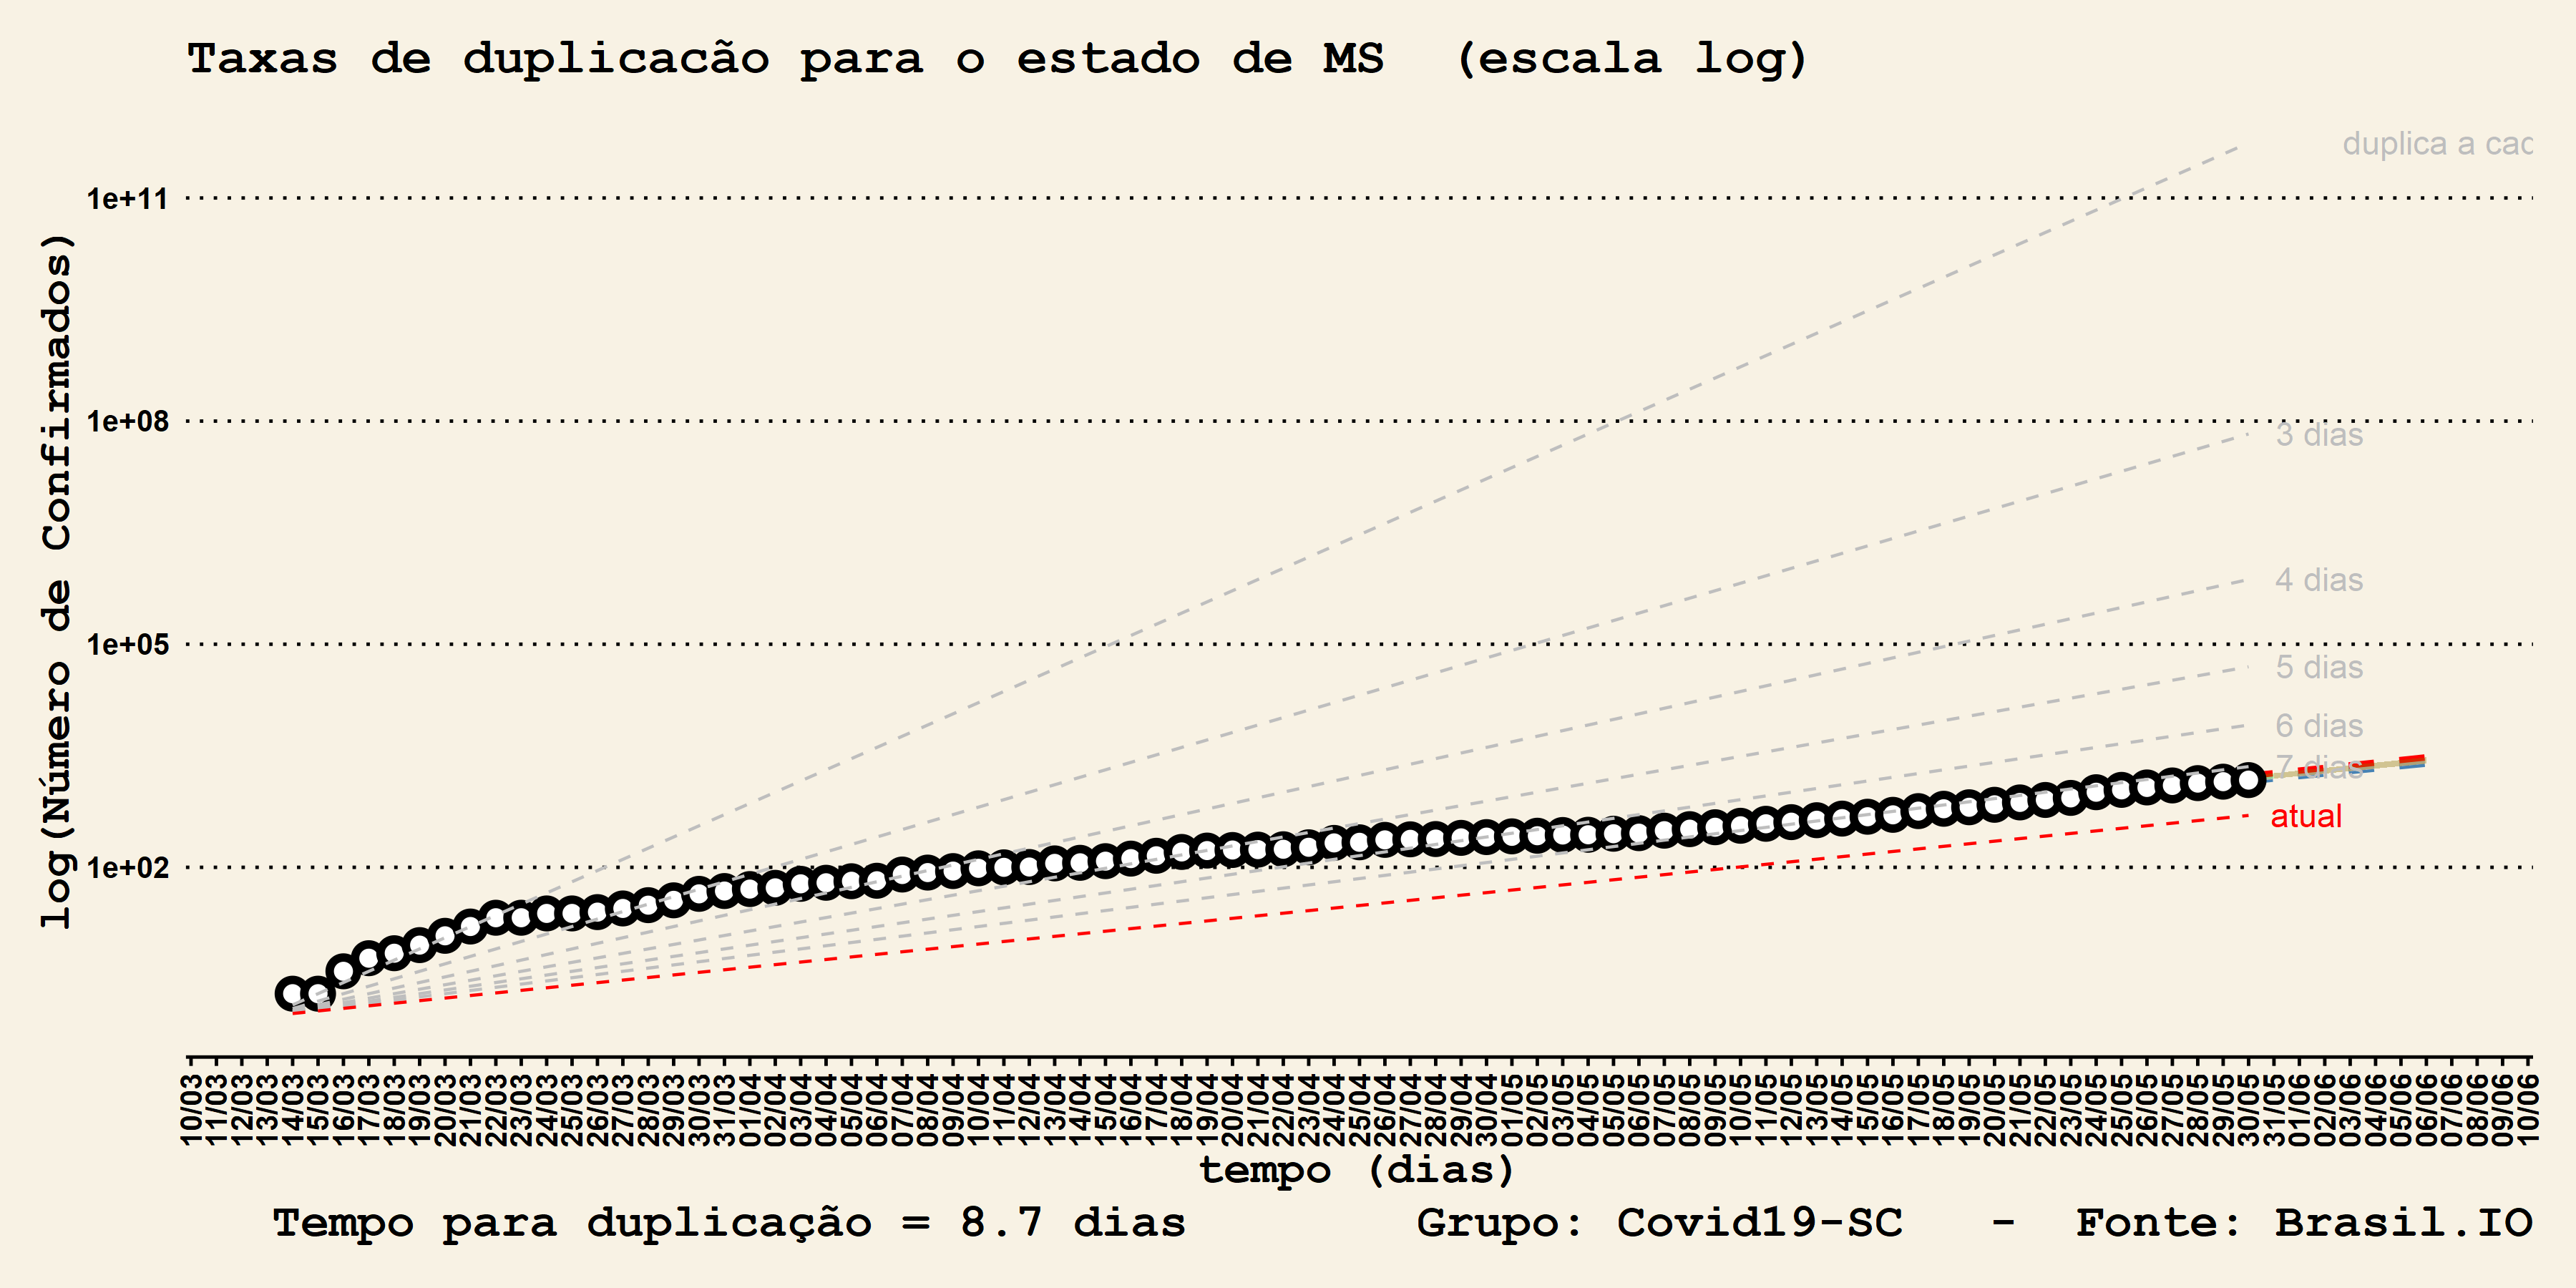 Taxas de duplicacão para o estado de MS (escala log)
duplica a cac
1e+11
1e+08
3 dias
4 dias
1e+05
5 dias
6 dias
7 dias
atual
1e+02
log(Número de Confirmados)
10/03 11/03 12/03 13/03 14/03 15/03 16/03 17/03 18/03 19/03 20/03 21/03 22/03 23/03 24/03 25/03 26/03 27/03 28/03 29/03 30/03 31/03 01/04 02/04 03/04 04/04 05/04 06/04 07/04 08/04 09/04 10/04 11/04 12/04 13/04 14/04 15/04 16/04 17/04 18/04 19/04 20/04 21/04 22/04 23/04 24/04 25/04 26/04 27/04 28/04 29/04 30/04 01/05 02/05 03/05 04/05 05/05 06/05 07/05 08/05 09/05 10/05 11/05 12/05 13/05 14/05 15/05 16/05 17/05 18/05 19/05 20/05 21/05 22/05 23/05 24/05 25/05 26/05 27/05 28/05 29/05 30/05 31/05 01/06 02/06 03/06 04/06 05/06 06/06 07/06 08/06 09/06 10/06
tempo (dias)
Tempo para duplicação = 8.7 dias Grupo: Covid19-SC - Fonte: Brasil.IO